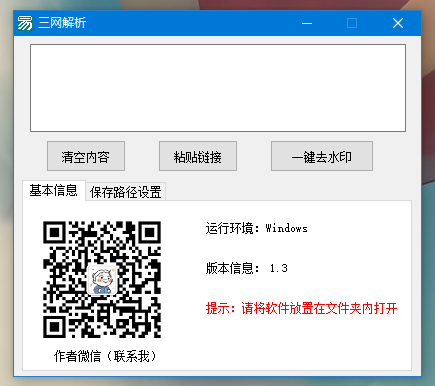 易 三网解析
清空内容 粘贴链接 一键去水印
基本信息 保存路径设置
运行环境：Windows
版本信息： 1.3
提示：请将软件放置在文件夹内打开
作者微信（联系我）